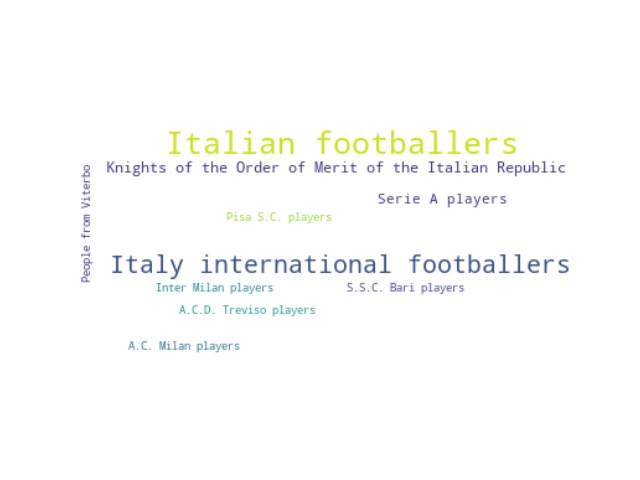 Italian footballers
Knights of the Order of Merit of the Italian Republic
People from Viterbo
Serie A players
Pisa S.C. players
Italy international footballers
Inter Milan players
S.S.C. Bari players
A.C.D. Treviso players
A.C. Milan players